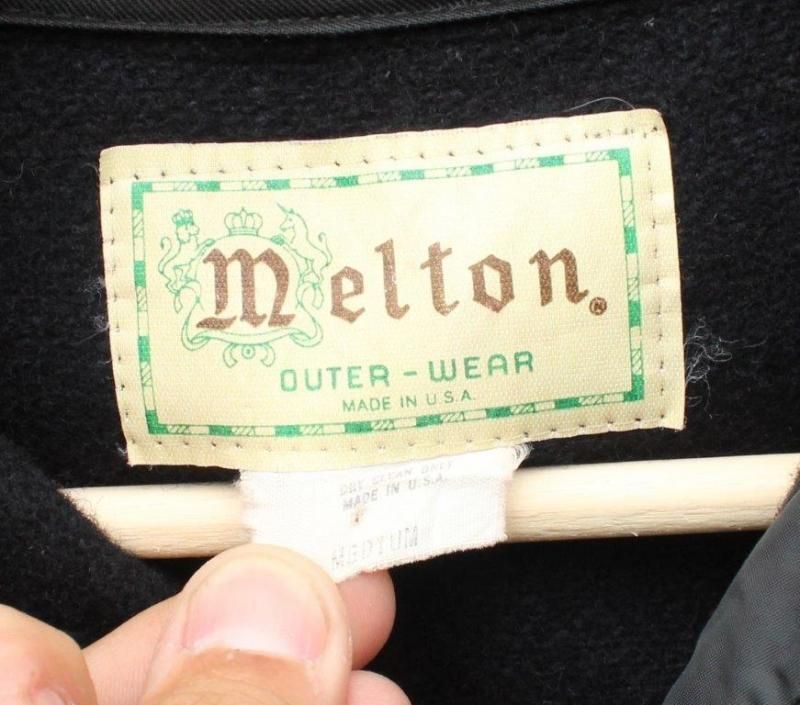 Melton.®
OUTER-WEAR
MADE IN U.S.A.
DRY CLEAN ONLY
MADE IN U.S.A.
MEDIUM